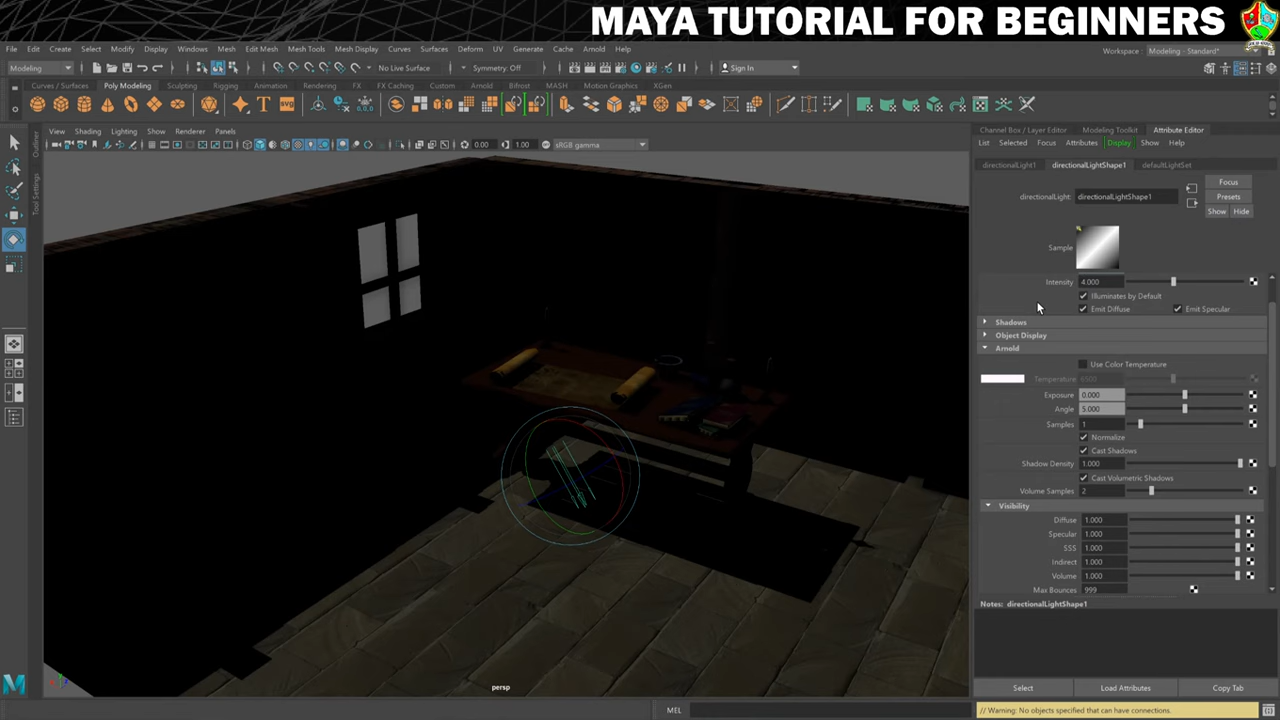 MAYA TUTORIAL FOR BEGINNERS
File Edit Create Select Modify Display Windows Mesh Edit Mesh Mesh Tools Mesh Display Curves Surfaces Deform UV Generate Cache Arnold Help
Workspace: Modeling - Standard*
Modeling No Live Surface Symmetry: Off Sign In
Curves / Surfaces Poly Modeling Sculpting Rigging Animation Rendering FX FX Caching Custom Arnold Bifrost MASH Motion Graphics XGen
SVG
View Shading Lighting Show Renderer Panels
0.00 1.00 sRGB gamma
Outliner
Tool Settings
persp
Channel Box / Layer Editor Modeling Toolkit Attribute Editor
List Selected Focus Attributes Display Show Help
directionalLight1 directionalLightShape1 defaultLightSet
directionalLight: directionalLightShape1
Focus
Presets
Show Hide
Sample
Intensity 4.000
Illuminates by Default
Emit Diffuse Emit Specular
Shadows
Object Display
Arnold
Use Color Temperature
Temperature 6500
Exposure 0.000
Angle 5.000
Samples 1
Normalize
Cast Shadows
Shadow Density 1.000
Cast Volumetric Shadows
Volume Samples 2
Visibility
Diffuse 1.000
Specular 1.000
SSS 1.000
Indirect 1.000
Volume 1.000
Max Bounces 999
Notes: directionalLightShape1
Select Load Attributes Copy Tab
MEL // Warning: No objects specified that can have connections.